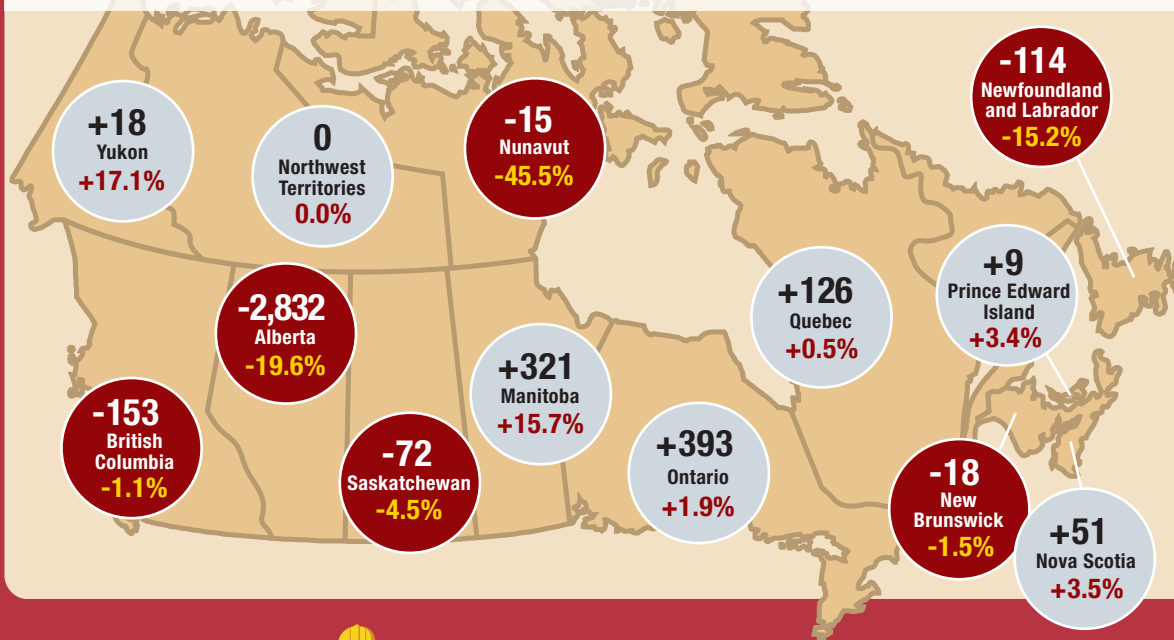 +18
Yukon
+17.1%
0
Northwest
Territories
0.0%
-15
Nunavut
-45.5%
-114
Newfoundland
and Labrador
-15.2%
-2,832
Alberta
-19.6%
+126
Quebec
+0.5%
+9
Prince Edward
Island
+3.4%
-153
British
Columbia
-1.1%
-72
Saskatchewan
-4.5%
+321
Manitoba
+15.7%
+393
Ontario
+1.9%
-18
New
Brunswick
-1.5%
+51
Nova Scotia
+3.5%